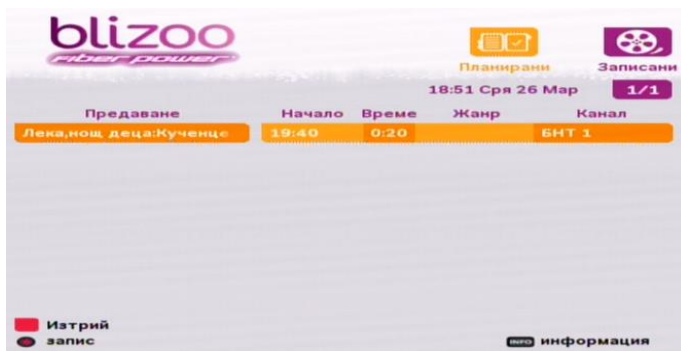 blizoo
Fiber power
Планирани
Записани
18:51 Сря 26 Мар
1/1
Предаване Начало Време Жанр Канал
Лека,нощ деца:Кученце 19:40 0:20 БНТ 1
Изтрий
запис
INFO информация